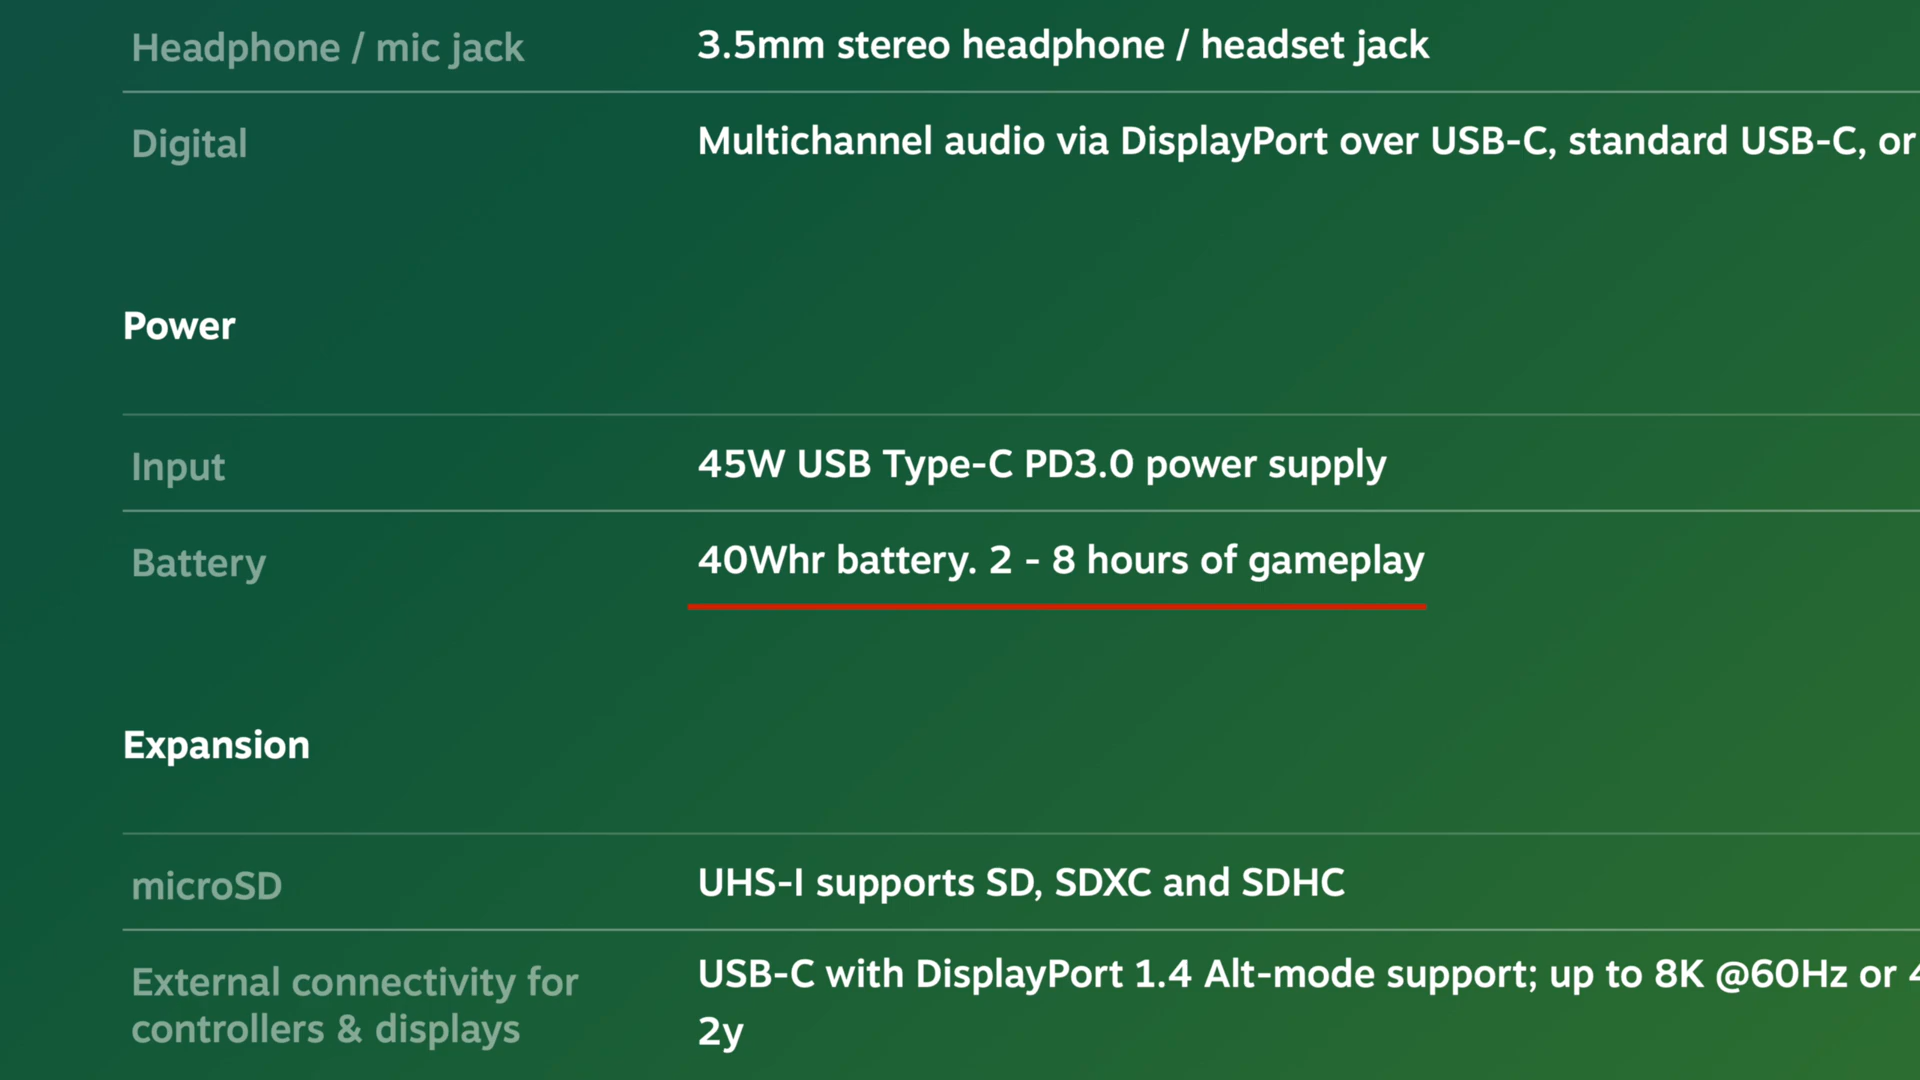 Headphone / mic jack 3.5mm stereo headphone / headset jack
Digital Multichannel audio via DisplayPort over USB-C, standard USB-C, or
Power
Input 45W USB Type-C PD3.0 power supply
Battery 40Whr battery. 2 - 8 hours of gameplay
Expansion
microSD UHS-I supports SD, SDXC and SDHC
External connectivity for USB-C with DisplayPort 1.4 Alt-mode support; up to 8K @60Hz or
controllers & displays 2y